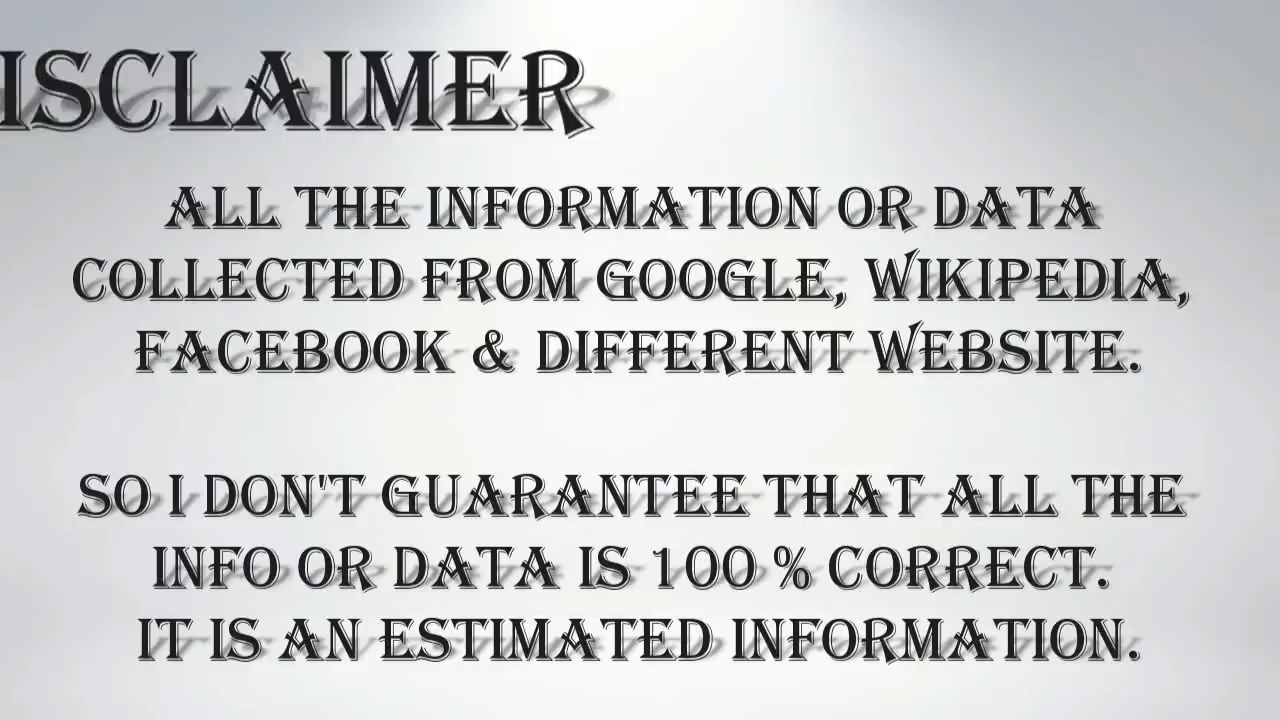 ISCLAIMER
ALL THE INFORMATION OR DATA
COLLECTED FROM GOOGLE, WIKIPEDIA,
FACEBOOK & DIFFERENT WEBSITE.
SO I DON'T GUARANTEE THAT ALL THE
INFO OR DATA IS 100 % CORRECT.
IT IS AN ESTIMATED INFORMATION.